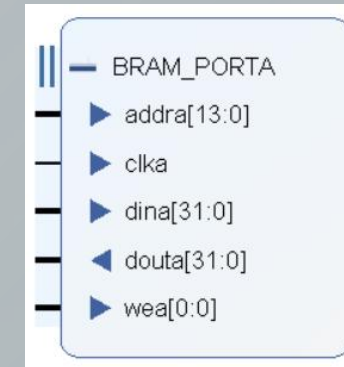 BRAM_PORTA
addra[13:0]
clka
dina[31:0]
douta[31:0]
wea[0:0]